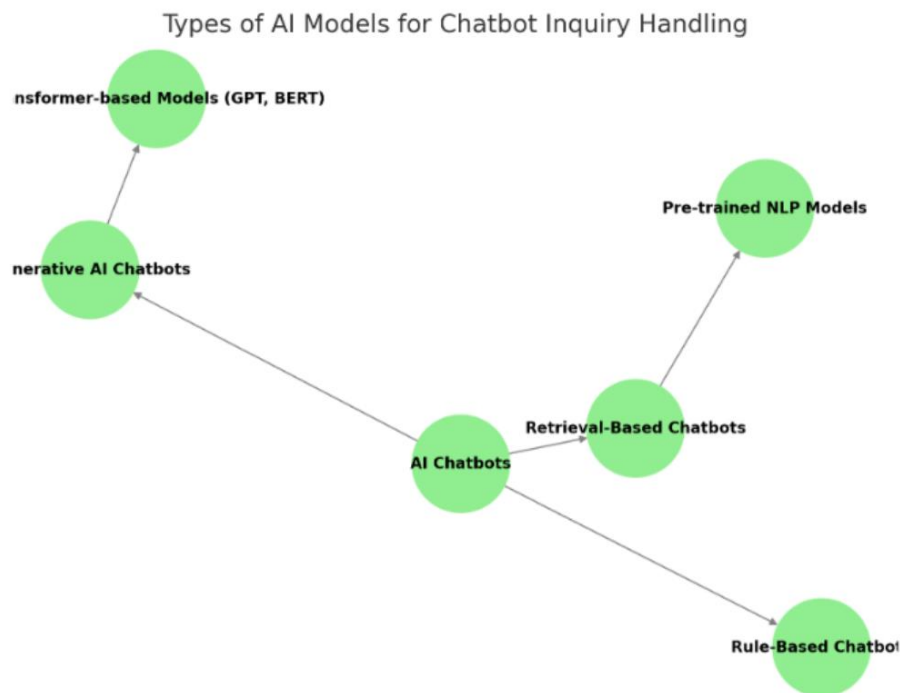 Types of AI Models for Chatbot Inquiry Handling
nsformer-based Models (GPT, BERT)
Pre-trained NLP Models
nerative AI Chatbots
Retrieval-Based Chatbots
AI Chatbots
Rule-Based Chatbot